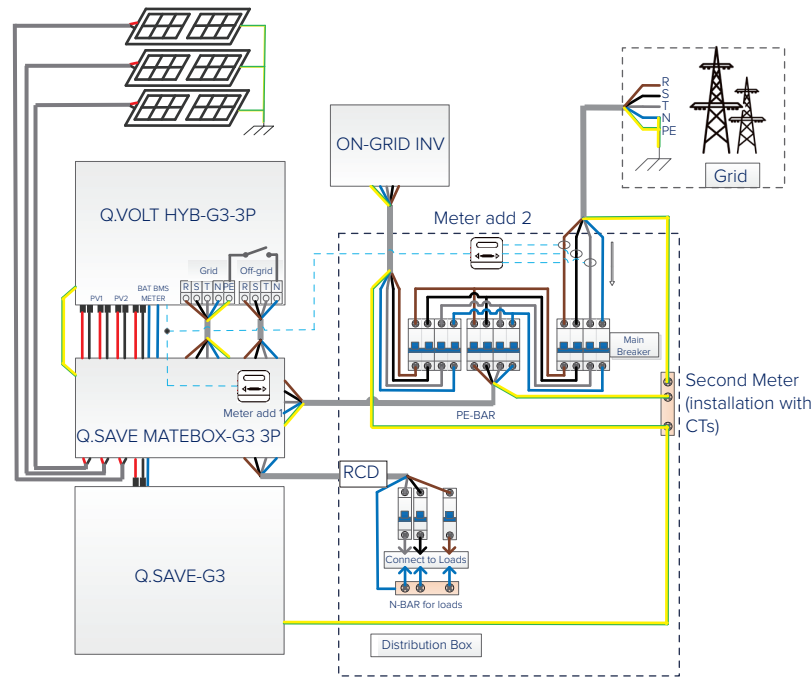 R
S
T
N
PE
Grid
ON-GRID INV
Q.VOLT HYB-G3-3P
Meter add 2
Grid
Off-grid
BAT BMS
PV1
PV2
METER
R S T N PE
R S T N
Main
Breaker
Meter add 1
PE-BAR
Second Meter
(installation with
CTs)
Q.SAVE MATEBOX-G3 3P
RCD
Connect to Loads
Q.SAVE-G3
N-BAR for loads
Distribution Box